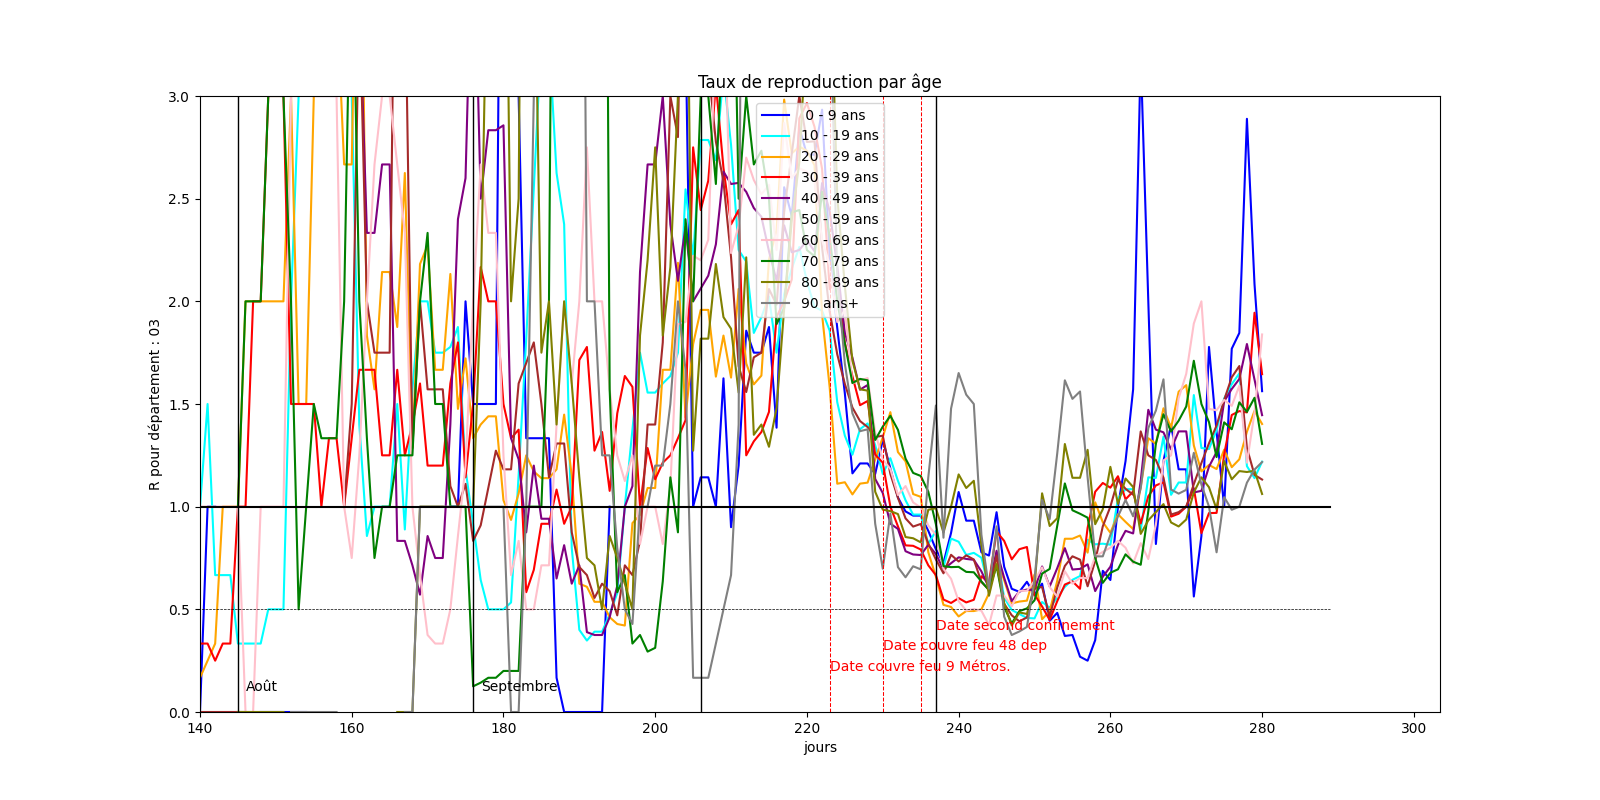 Taux de reproduction par âge
3.0
2.5
2.0
1.5
1.0
0.5
0.0
R pour département : 03
0 - 9 ans
10 - 19 ans
20 - 29 ans
30 - 39 ans
40 - 49 ans
50 - 59 ans
60 - 69 ans
70 - 79 ans
80 - 89 ans
90 ans+
Date second confinement
Date couvre feu 48 dep
Date couvre feu 9 Métros.
Août
Septembre
140 160 180 200 220 240 260 280 300
jours